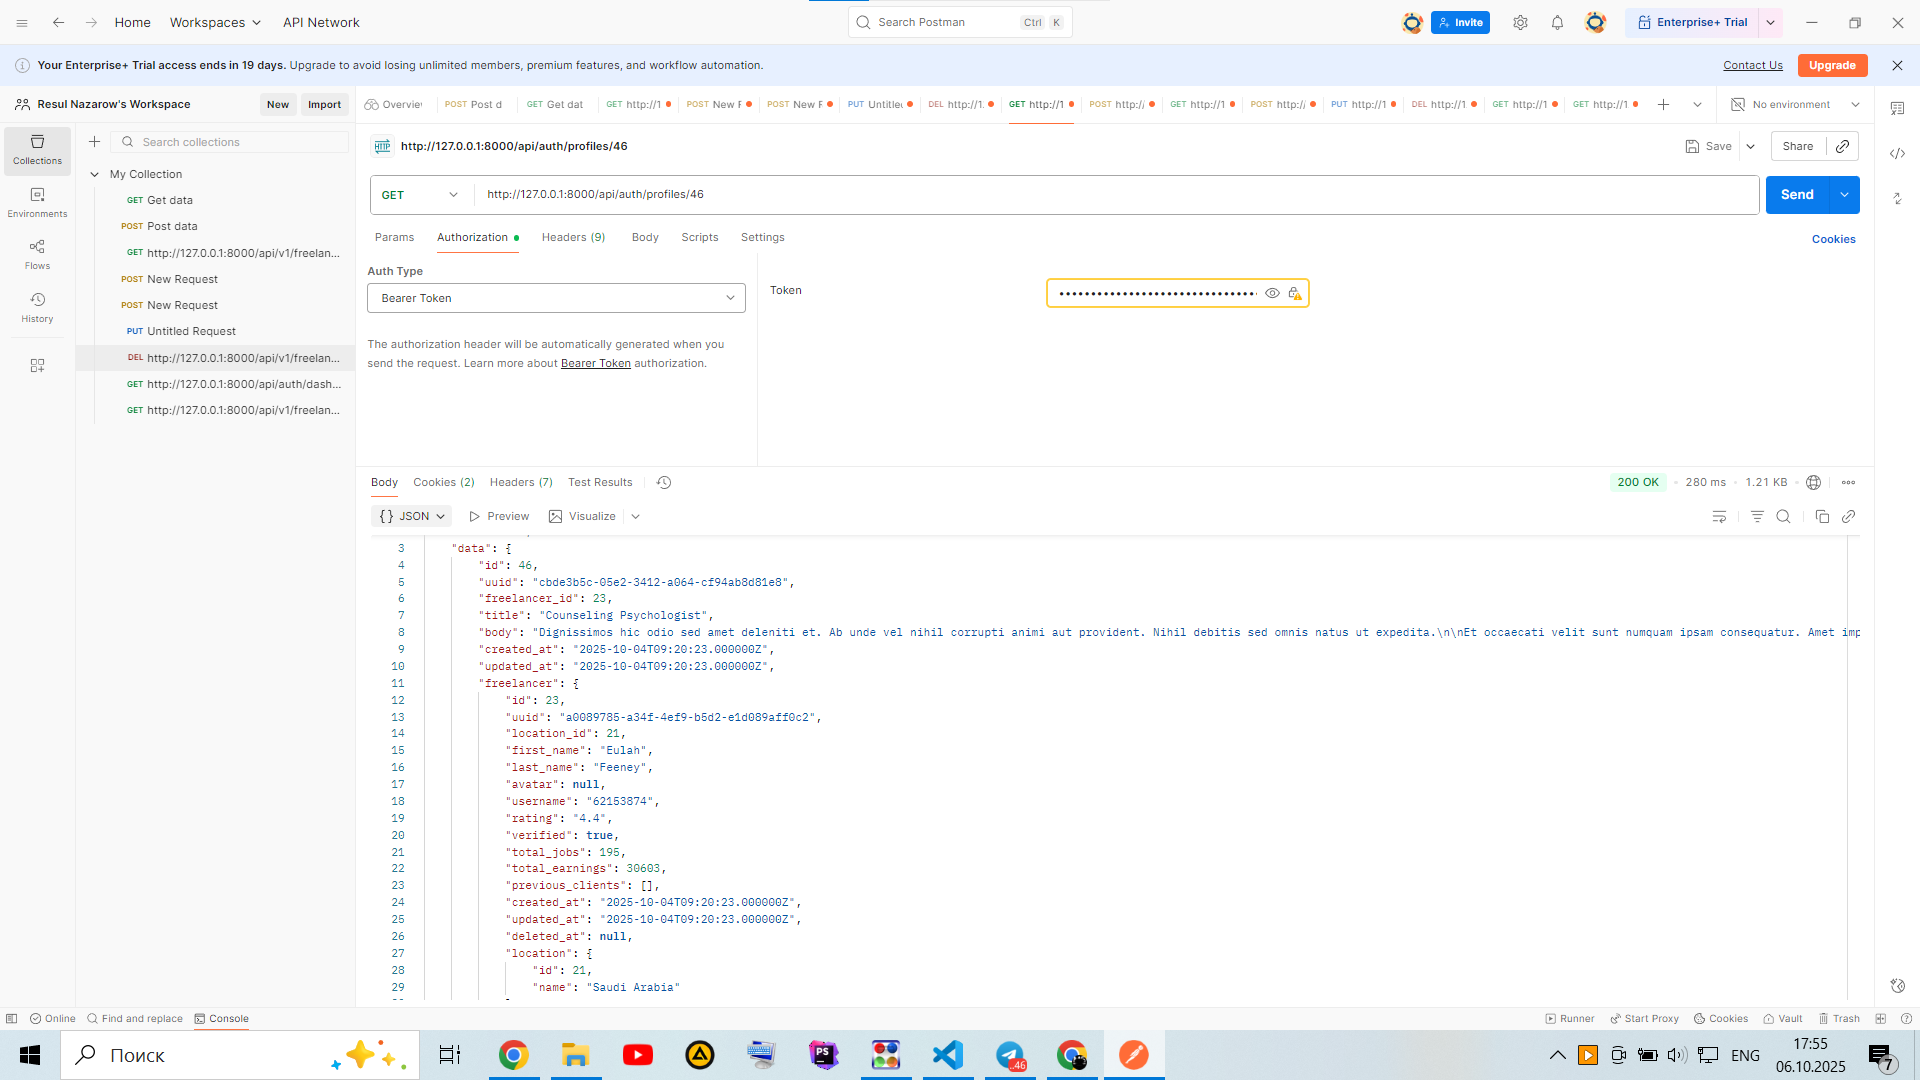 Home Workspaces API Network Search Postman Ctrl K Invite Enterprise+ Trial
Your Enterprise+ Trial access ends in 19 days. Upgrade to avoid losing unlimited members, premium features, and workflow automation. Contact Us Upgrade
Resul Nazarow's Workspace New Import Overview POST Post d GET Get dat GET http://1 POST New F POST New F PUT Untitle DEL http://1. GET http://1 POST http:/ GET http://1 POST http:/ PUT http://1 DEL http://1. GET http://1 GET http://1 No environment
Collections
Environments
Flows
History
Search collections
My Collection
GET Get data
POST Post data
GET http://127.0.0.1:8000/api/v1/freelan...
POST New Request
POST New Request
PUT Untitled Request
DEL http://127.0.0.1:8000/api/v1/freelan...
GET http://127.0.0.1:8000/api/auth/dash...
GET http://127.0.0.1:8000/api/v1/freelan...
HTTP http://127.0.0.1:8000/api/auth/profiles/46 Save Share
GET http://127.0.0.1:8000/api/auth/profiles/46 Send
Params Authorization Headers (9) Body Scripts Settings Cookies
Auth Type
Bearer Token
Token
The authorization header will be automatically generated when you
send the request. Learn more about Bearer Token authorization.
Body Cookies (2) Headers (7) Test Results 200 OK 280 ms 1.21 KB
{} JSON Preview Visualize
3 "data": {
4 "id": 46,
5 "uuid": "cbde3b5c-05e2-3412-a064-cf94ab8d81e8",
6 "freelancer_id": 23,
7 "title": "Counseling Psychologist",
8 "body": "Dignissimos hic odio sed amet deleniti et. Ab unde vel nihil corrupti animi aut provident. Nihil debitis sed omnis natus ut expedita.\n\nEt occaecati velit sunt numquam ipsam consequatur. Amet imp
9 "created_at": "2025-10-04T09:20:23.000000Z",
10 "updated_at": "2025-10-04T09:20:23.000000Z",
11 "freelancer": {
12 "id": 23,
13 "uuid": "a0089785-a34f-4ef9-b5d2-e1d089aff0c2",
14 "location_id": 21,
15 "first_name": "Eulah",
16 "last_name": "Feeney",
17 "avatar": null,
18 "username": "62153874",
19 "rating": "4.4",
20 "verified": true,
21 "total_jobs": 195,
22 "total_earnings": 30603,
23 "previous_clients": [],
24 "created_at": "2025-10-04T09:20:23.000000Z",
25 "updated_at": "2025-10-04T09:20:23.000000Z",
26 "deleted_at": null,
27 "location": {
28 "id": 21,
29 "name": "Saudi Arabia"
Online Find and replace Console Runner Start Proxy Cookies Vault Trash
Поиск PS ..46 ENG 17:55
06.10.2025 7